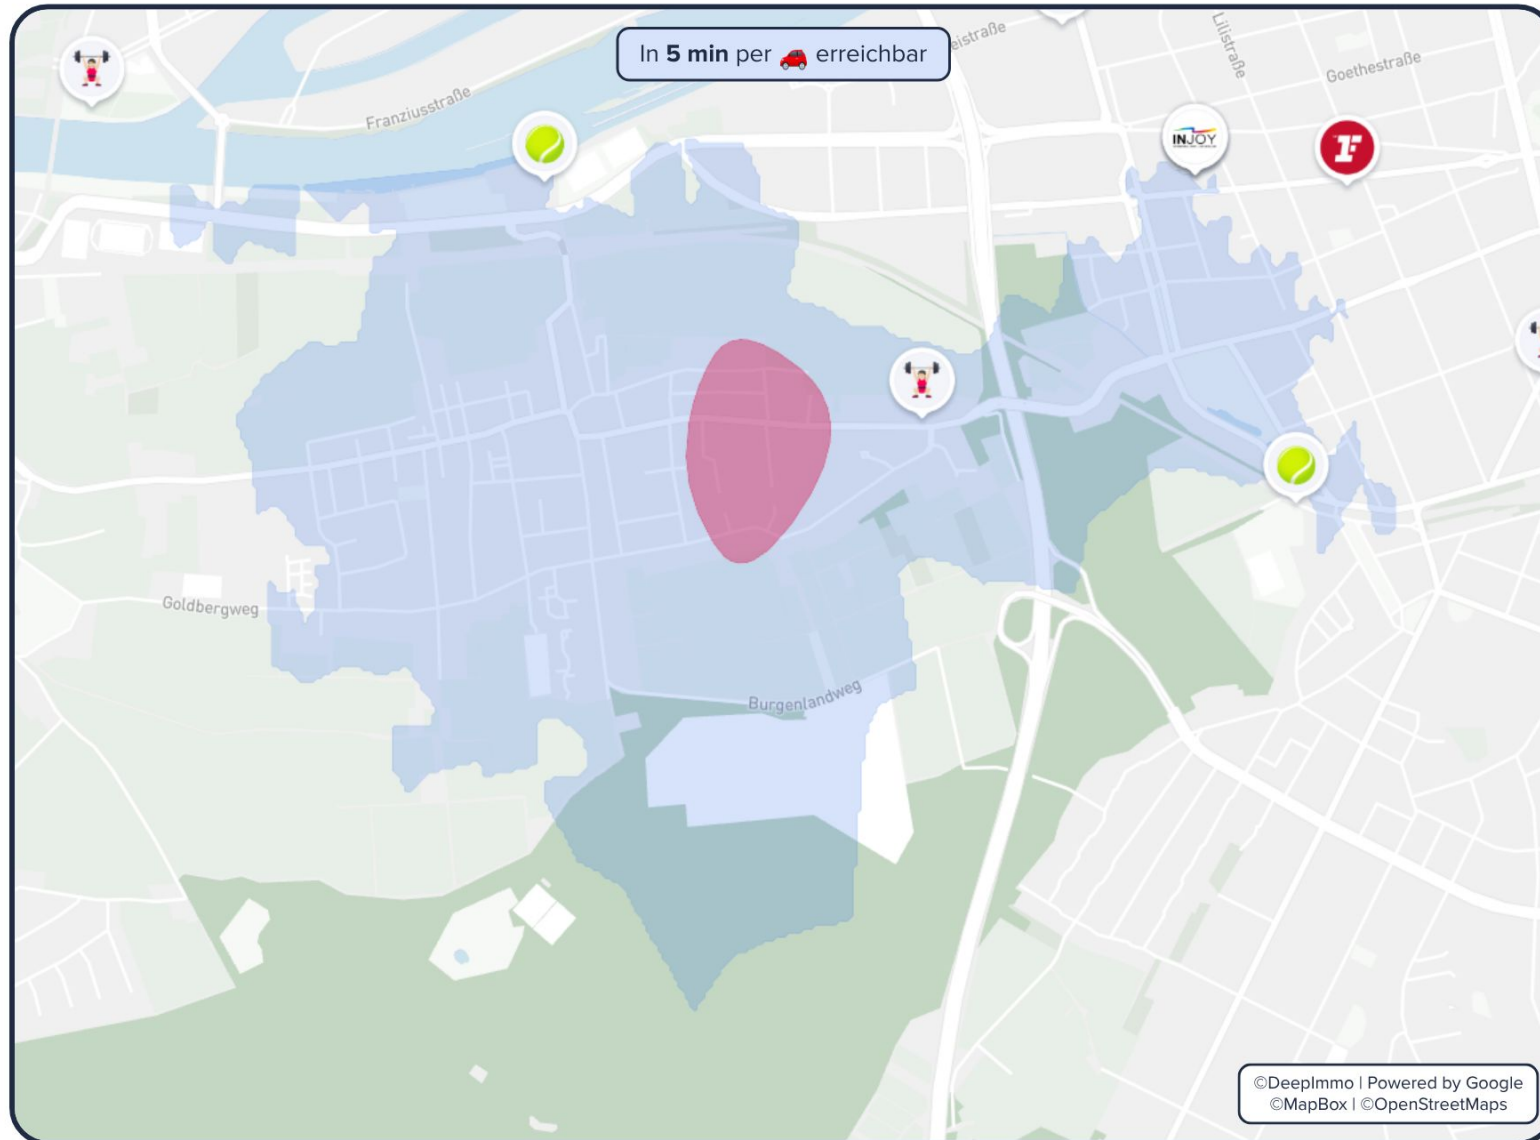 In 5 min per erreichbar
eistraße
Lilistraße
Goethestraße
Franziusstraße
INJOY
Goldbergweg
Burgenlandweg
©DeepImmo | Powered by Google
©MapBox | ©OpenStreetMaps